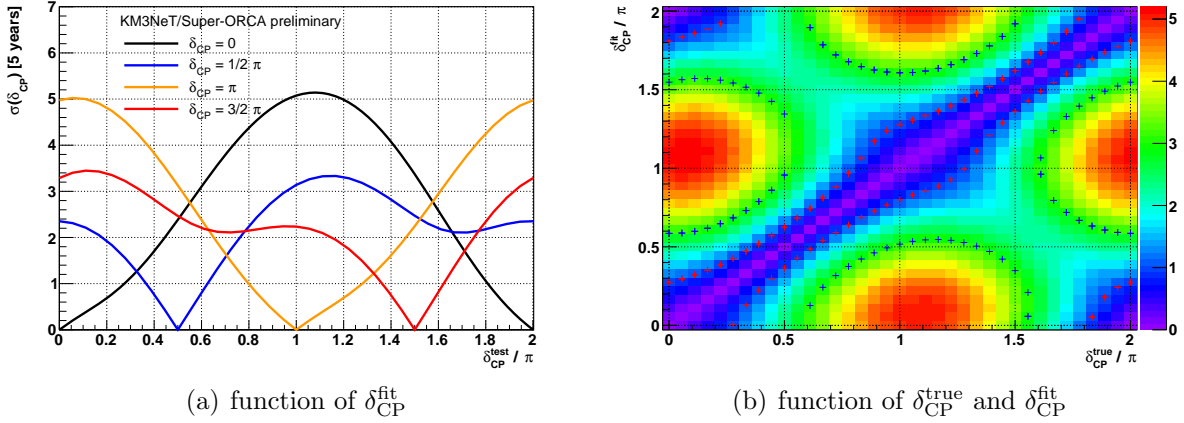 KM3NeT/Super-ORCA preliminary
δCP = 0
δCP = 1/2 π
δCP = π
δCP = 3/2 π
σ(δCP) [5 years]
7
6
5
4
3
2
1
0
0 0.2 0.4 0.6 0.8 1 1.2 1.4 1.6 1.8 2
δCP^test / π
(a) function of δCP^fit
δCP^fit / π
2
1.5
1
0.5
0
0 0.5 1 1.5 2
δCP^true / π
5
4
3
2
1
0
(b) function of δCP^true and δCP^fit